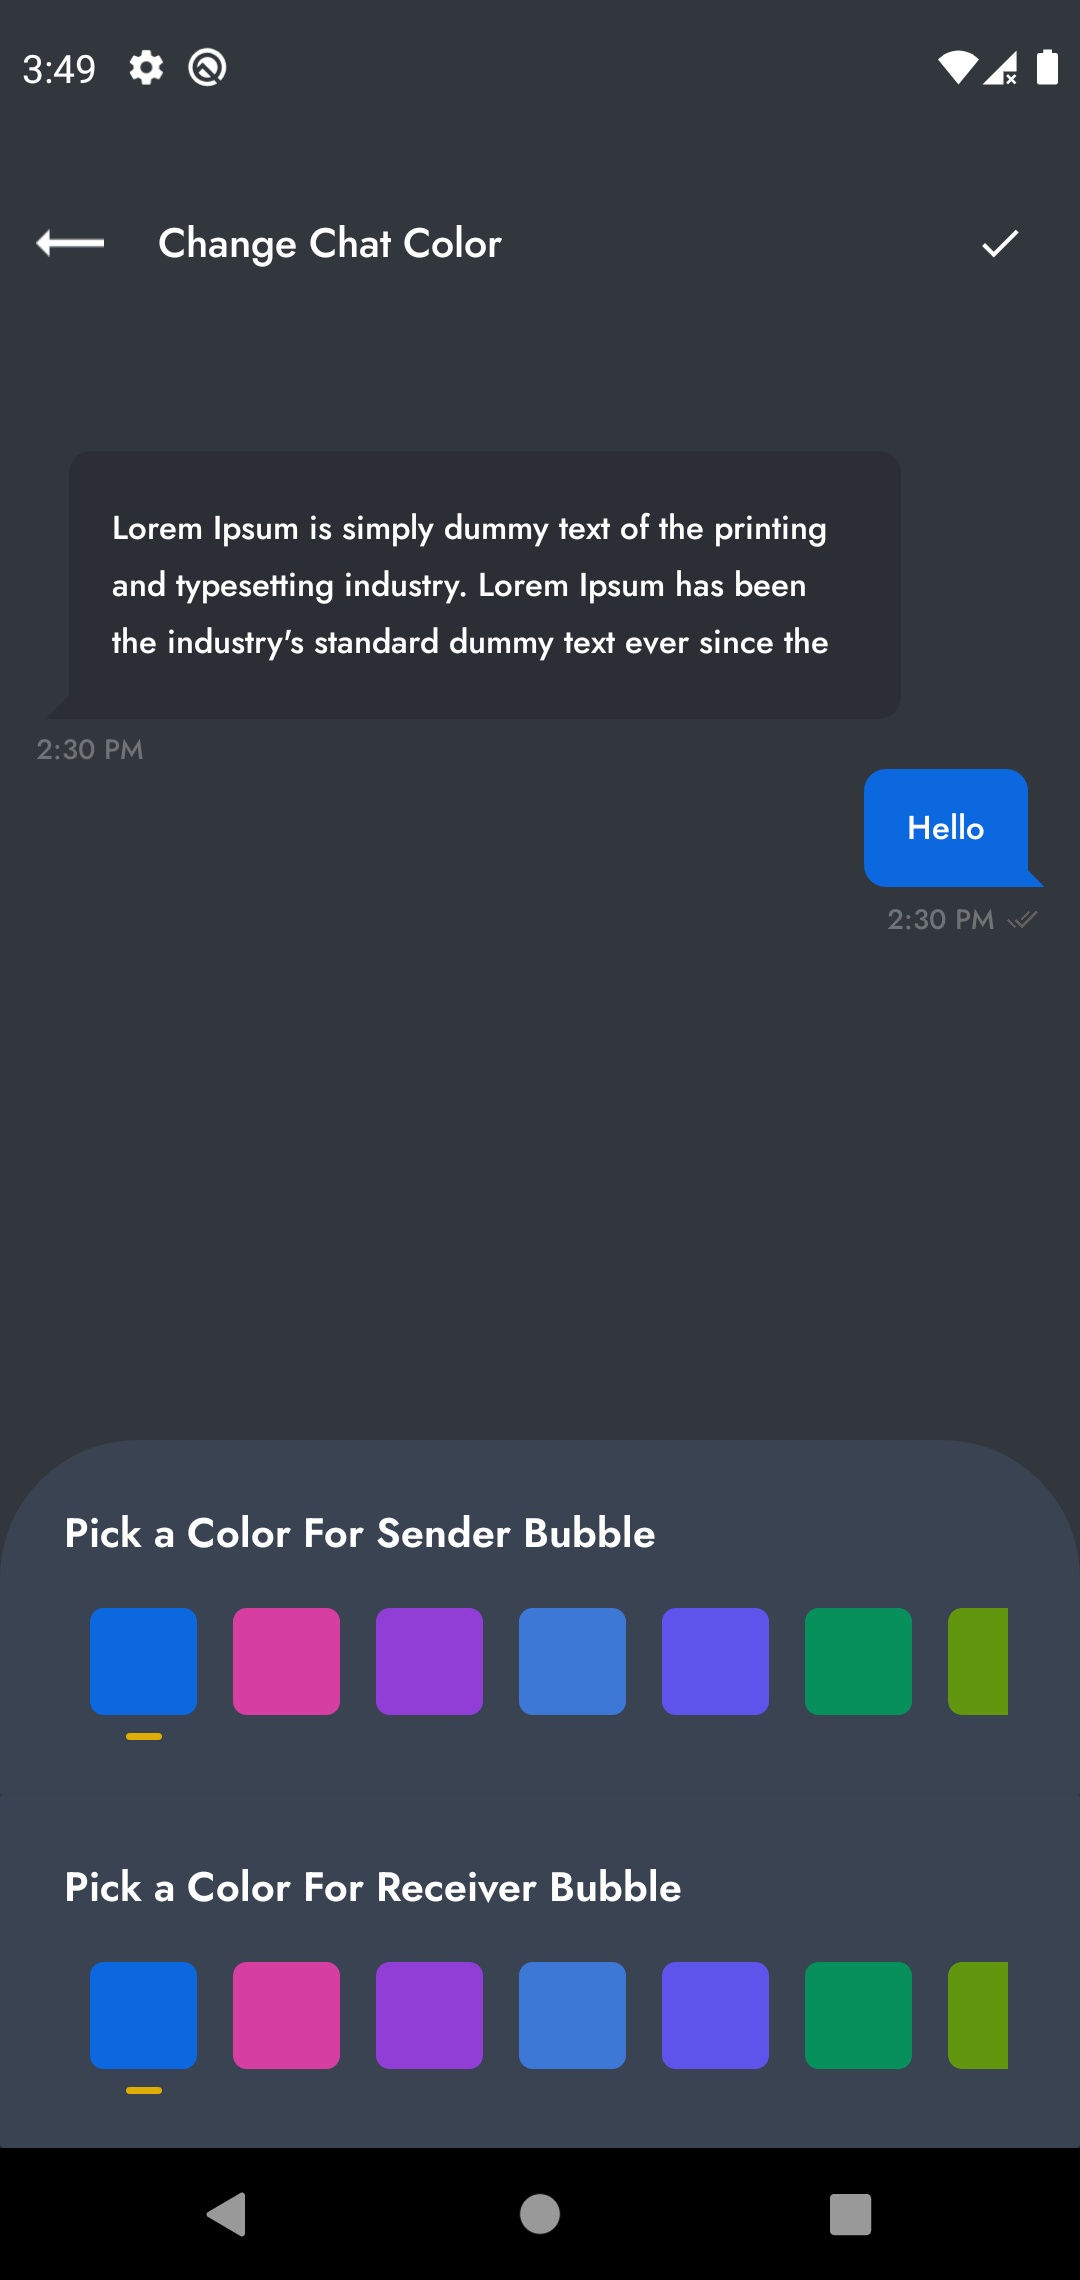 3:49
Change Chat Color
Lorem Ipsum is simply dummy text of the printing
and typesetting industry. Lorem Ipsum has been
the industry's standard dummy text ever since the
2:30 PM
Hello
2:30 PM
Pick a Color For Sender Bubble
Pick a Color For Receiver Bubble